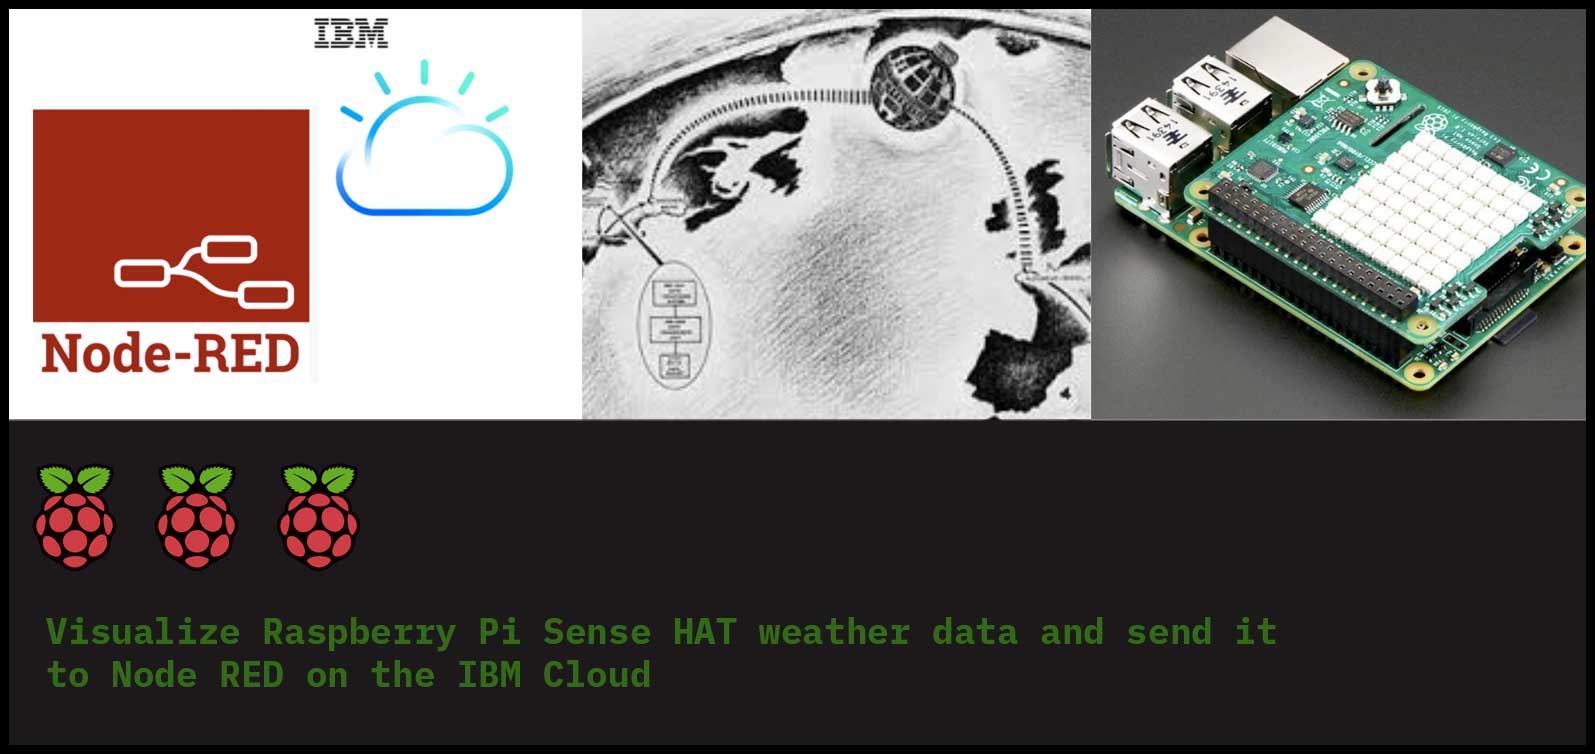 IBM
Node-RED
Visualize Raspberry Pi Sense HAT weather data and send it
to Node RED on the IBM Cloud